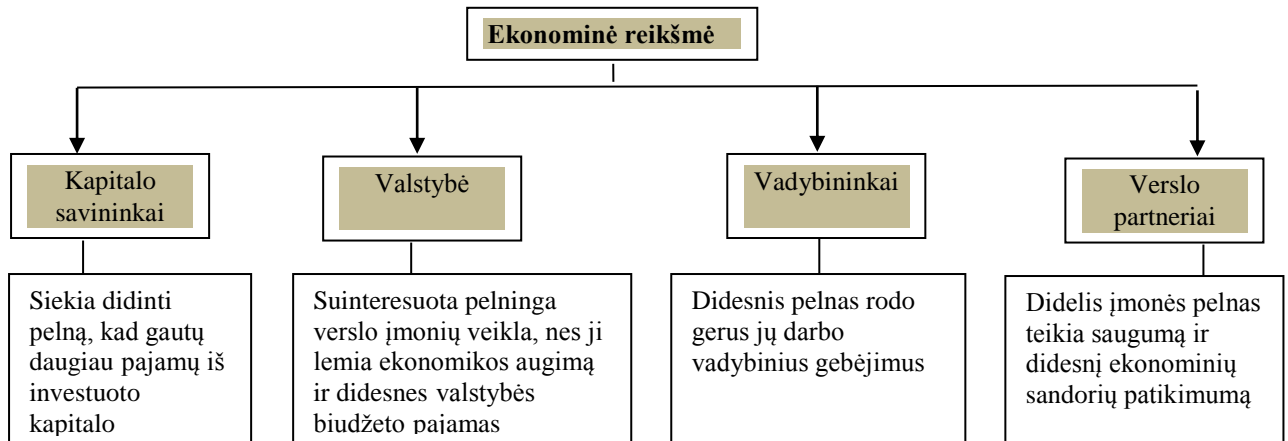 Ekonominė reikšmė
Kapitalo
savininkai
Valstybė
Vadybininkai
Verslo
partneriai
Siekia didinti
pelną, kad gautų
daugiau pajamų iš
investuoto
kapitalo
Suinteresuota pelninga
verslo įmonių veikla, nes ji
lemia ekonomikos augimą
ir didesnes valstybės
biudžeto pajamas
Didesnis pelnas rodo
gerus jų darbo
vadybinius gebėjimus
Didelis įmonės pelnas
teikia saugumą ir
didesnį ekonominių
sandorių patikimumą